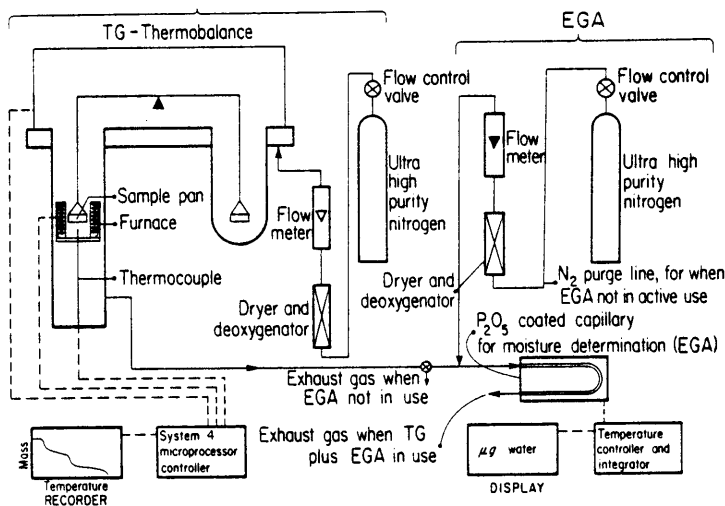 TG-Thermobalance
EGA
Flow control
valve
Flow control
valve
Flow
meter
Ultra
high
purity
nitrogen
Ultra high
purity
nitrogen
Sample pan
Furnace
Flow
meter
Thermocouple
Dryer and
deoxygenator
Dryer and
deoxygenator
N₂ purge line, for when
EGA not in active use
P₂O₅ coated capillary
for moisture determination (EGA)
Exhaust gas when
EGA not in use
Exhaust gas when TG
plus EGA in use
Mass
Temperature
RECORDER
System 4
microprocessor
controller
µg water
DISPLAY
Temperature
controller and
integrator